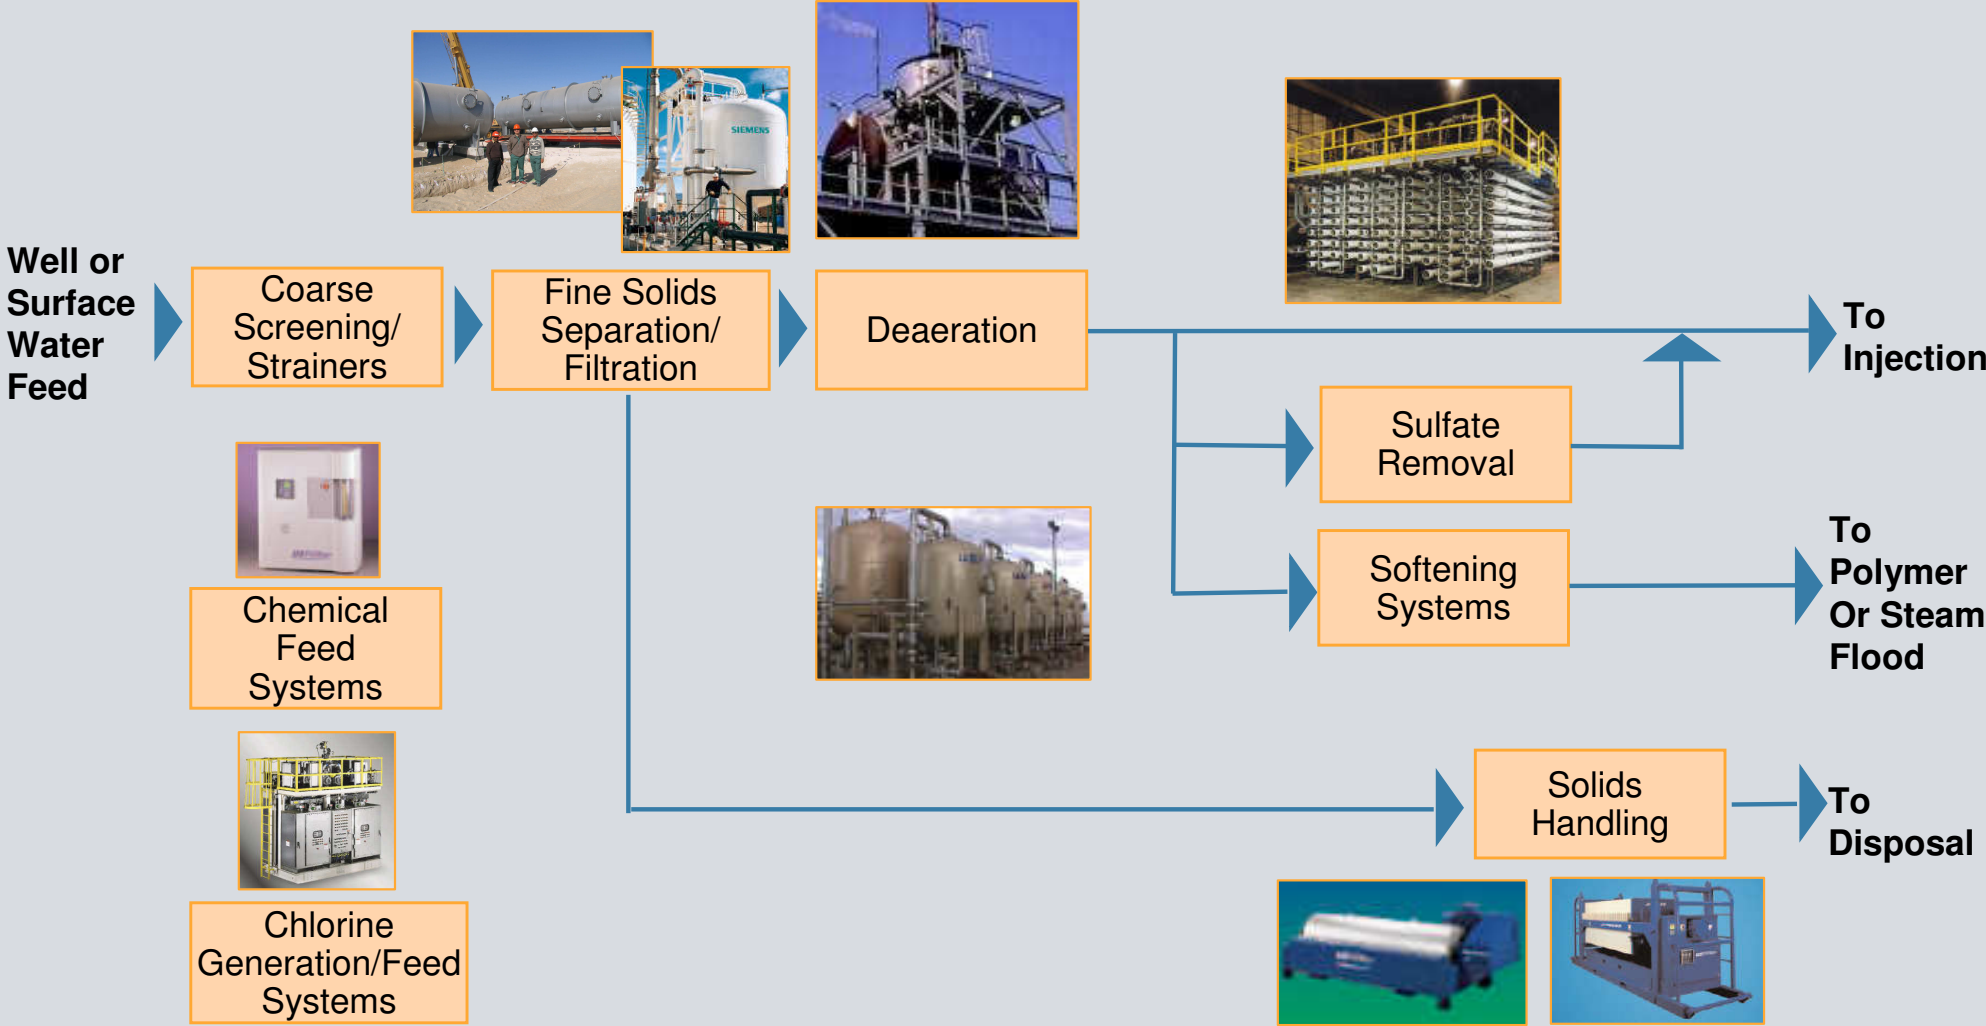 SIEMENS
Well or
Surface
Water
Feed
Coarse
Screening/
Strainers
Fine Solids
Separation/
Filtration
Deaeration
To
Injection
Sulfate
Removal
Softening
Systems
To
Polymer
Or Steam
Flood
Chemical
Feed
Systems
Solids
Handling
To
Disposal
Chlorine
Generation/Feed
Systems